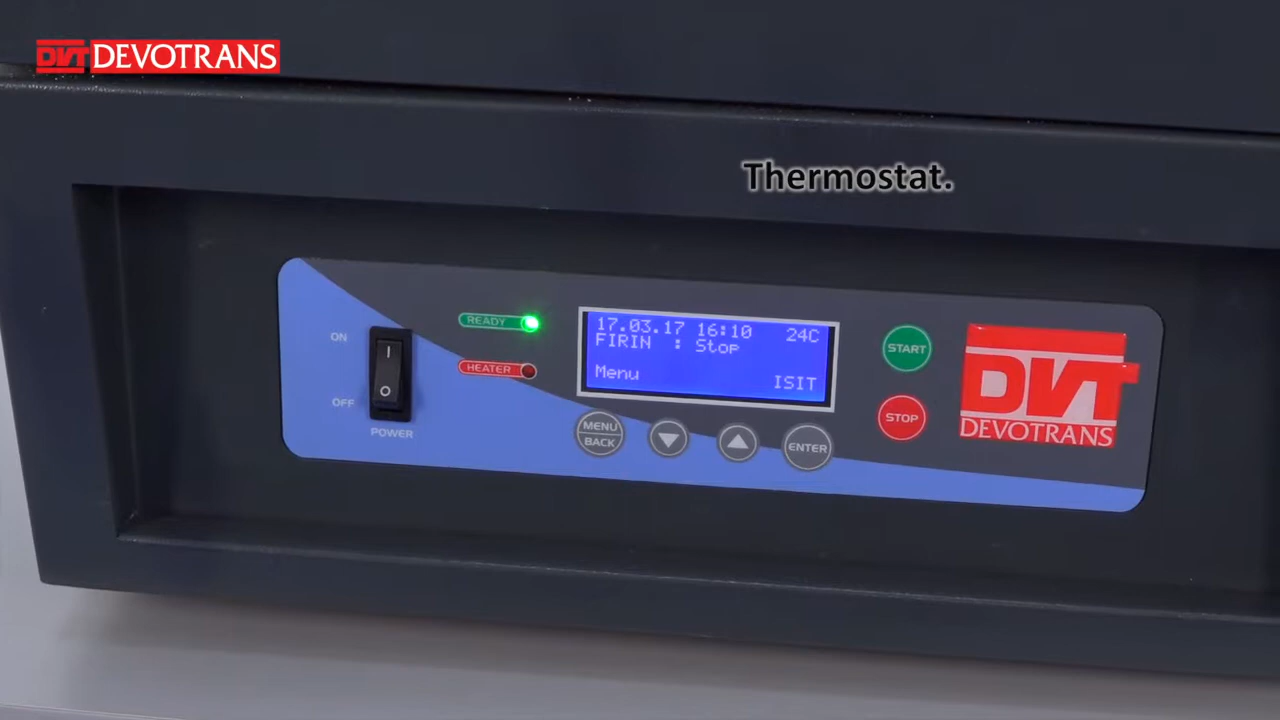 DVT DEVOTRANS
Thermostat.
ON
OFF
POWER
READY
HEATER
17.03.17 16:10 24C
FIRIN : Stop
Menu ISIT
MENU
BACK
ENTER
START
STOP
DVT
DEVOTRANS